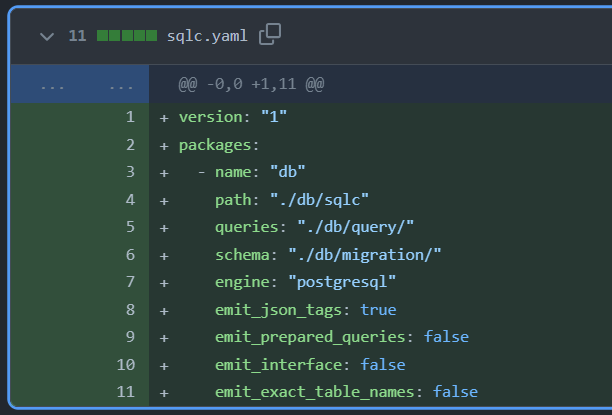 11 sqlc.yaml
... ... @@ -0,0 +1,11 @@
1 + version: "1"
2 + packages:
3 +   - name: "db"
4 +     path: "./db/sqlc"
5 +     queries: "./db/query/"
6 +     schema: "./db/migration/"
7 +     engine: "postgresql"
8 +     emit_json_tags: true
9 +     emit_prepared_queries: false
10 +     emit_interface: false
11 +     emit_exact_table_names: false